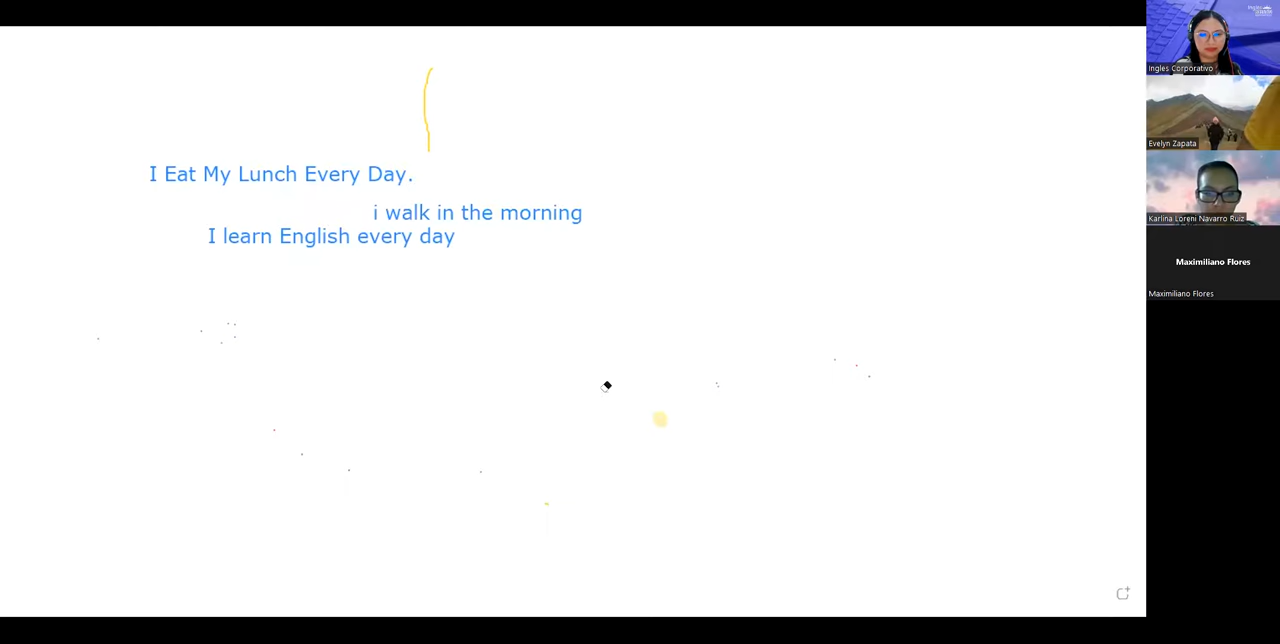 I Eat My Lunch Every Day.
i walk in the morning
I learn English every day
Ingles Corporativo
Evelyn Zapata
Karlina Loreni Navarro Ruiz
Maximiliano Flores
Maximiliano Flores